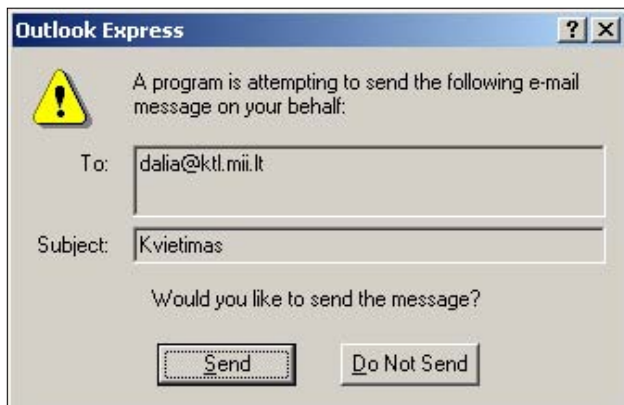 Outlook Express
A program is attempting to send the following e-mail
message on your behalf:
To: dalia@ktl.mii.lt
Subject: Kvietimas
Would you like to send the message?
Send Do Not Send